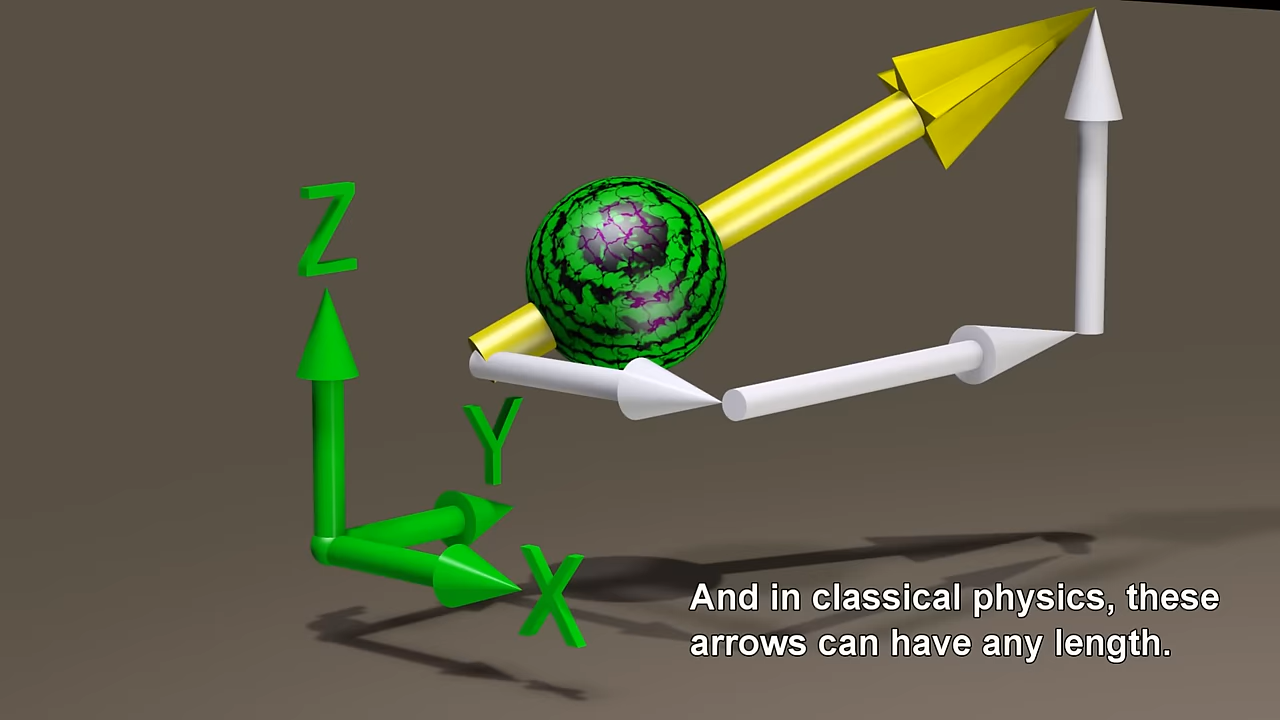 Z
Y
X
And in classical physics, these
arrows can have any length.